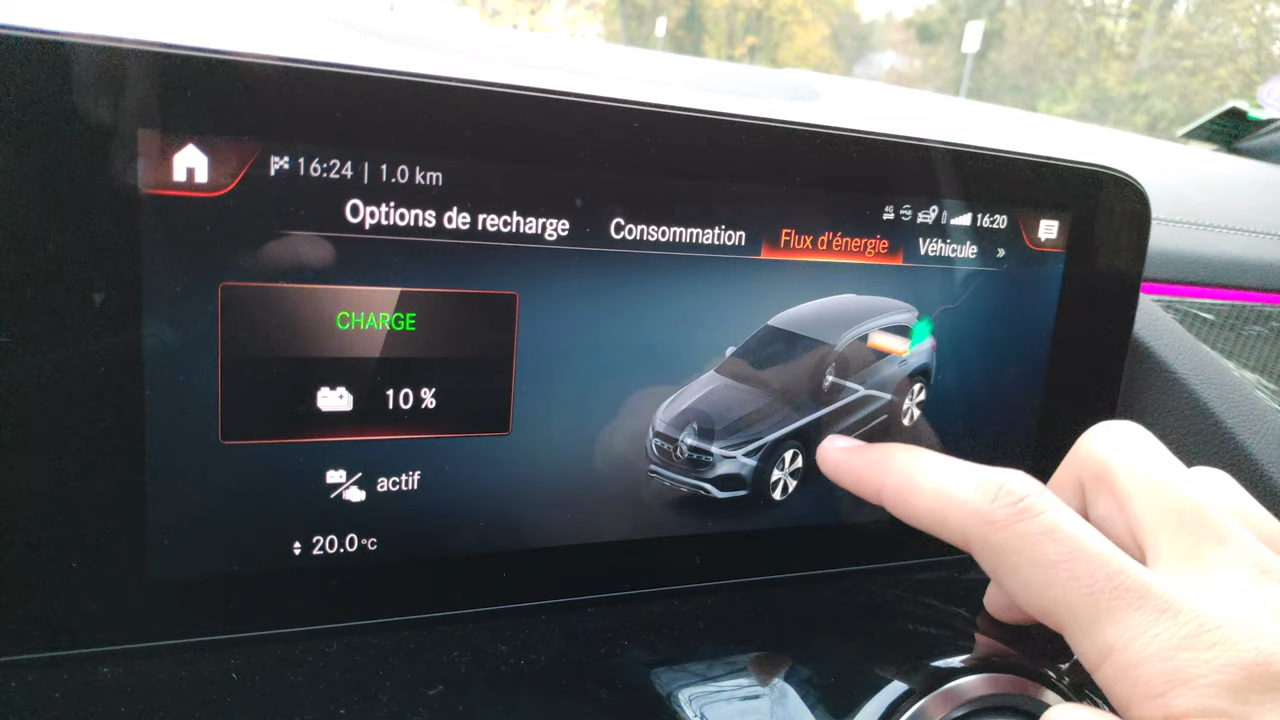 16:24 | 1.0 km
4G 16:20
Options de recharge Consommation Flux d'énergie Véhicule »
CHARGE
10 %
actif
20.0°C